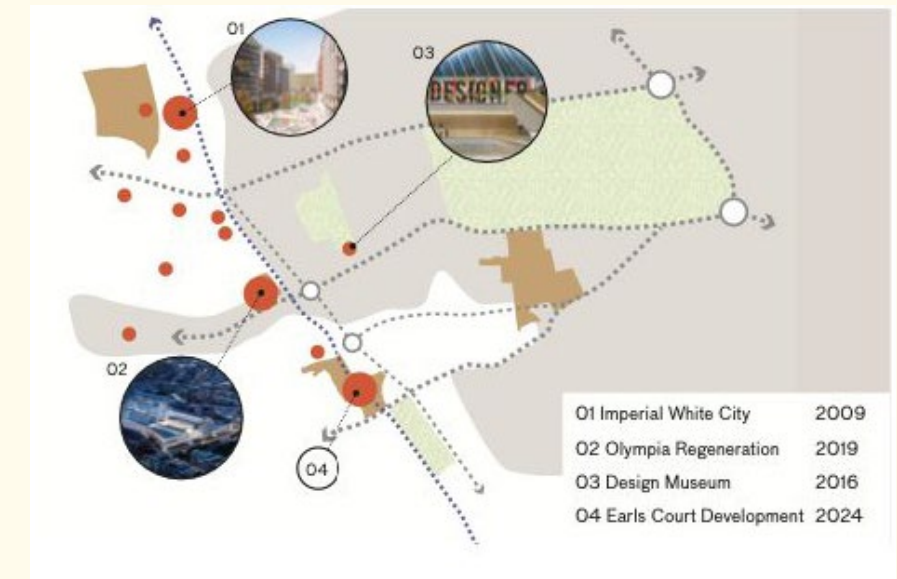 01
03
DESIGNER
02
04
01 Imperial White City 2009
02 Olympia Regeneration 2019
03 Design Museum 2016
04 Earls Court Development 2024